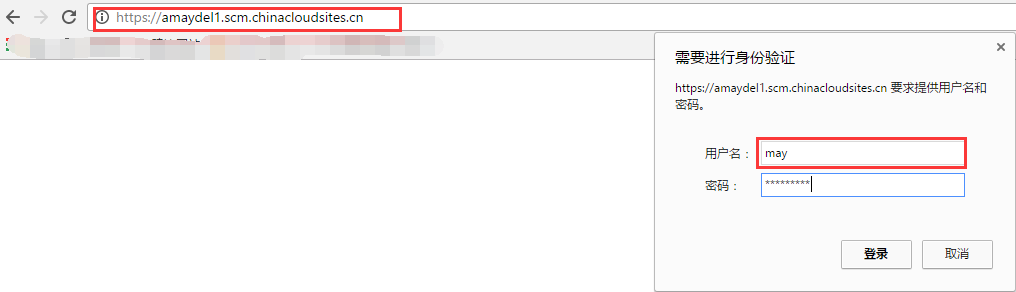 https://amaydel1.scm.chinacloudsites.cn
需要进行身份验证
https://amaydel1.scm.chinacloudsites.cn 要求提供用户名和
密码。
用户名： may
密码： *********
登录 取消